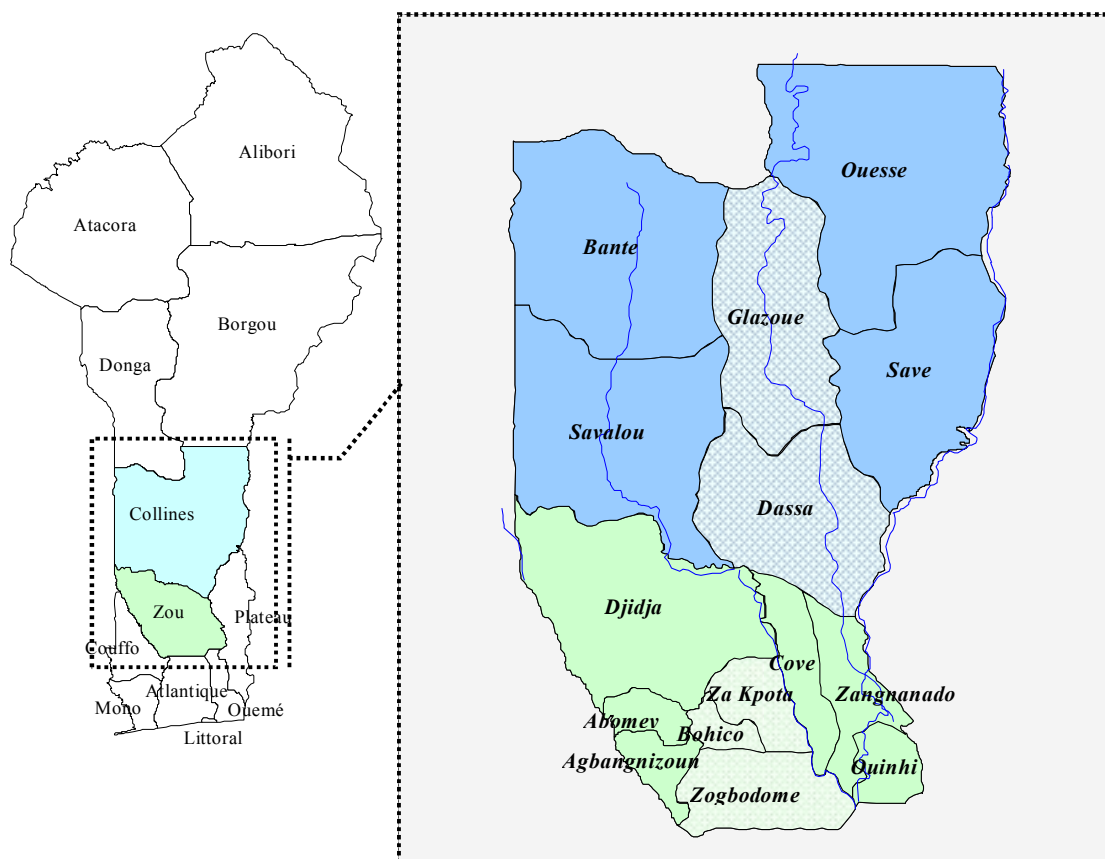 Alibori
Atacora
Borgou
Donga
Collines
Zou
Plateau
Couffo
Atlantique
Mono
Ouemé
Littoral
Ouesse
Bante
Glazoue
Save
Savalou
Dassa
Djidja
Cove
Za Kpota
Zangnanado
Abomey
Bohico
Agbangnizoun
Ouinhi
Zogbodome